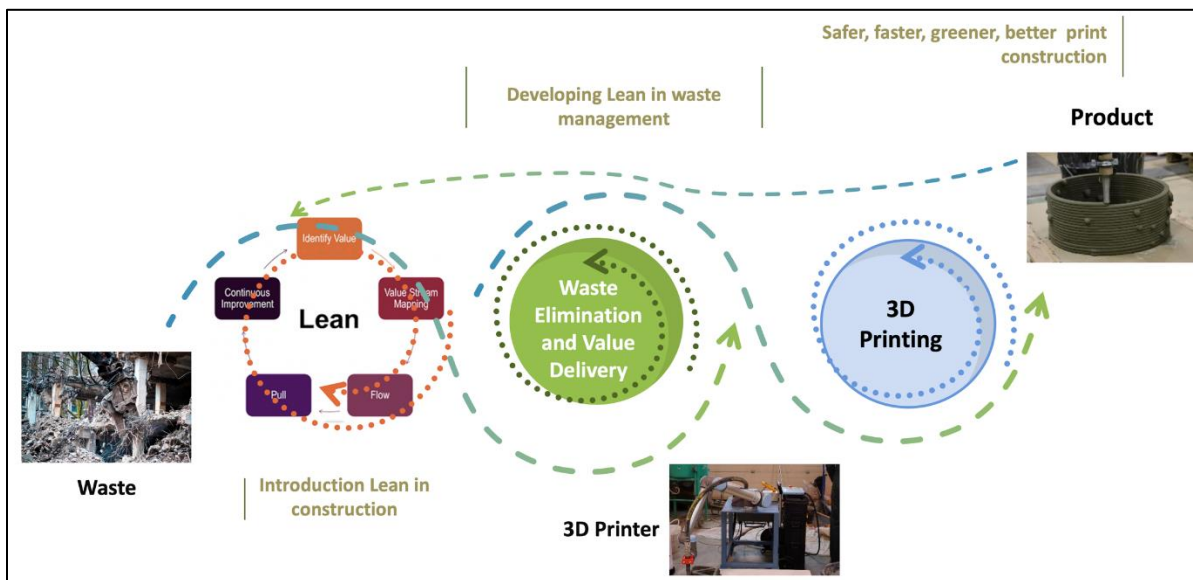 Safer, faster, greener, better print
construction
Developing Lean in waste
management
Product
Identify Value
Continuous
Improvement
Value Stream
Mapping
Lean
Pull
Flow
Waste
Elimination
and Value
Delivery
3D
Printing
Waste
Introduction Lean in
construction
3D Printer